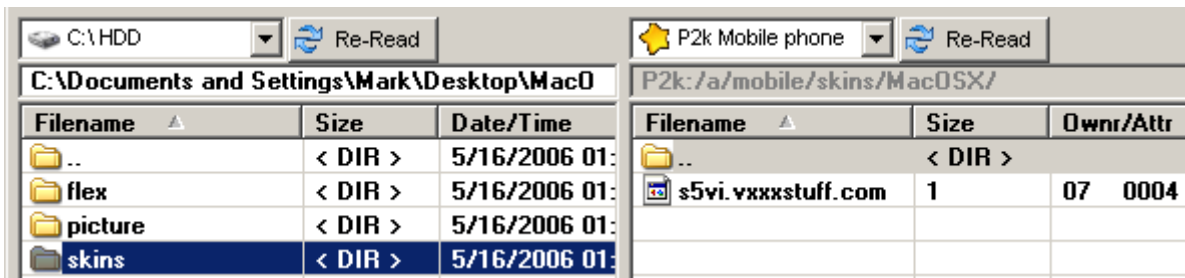 C:\ HDD Re-Read P2k Mobile phone Re-Read
C:\Documents and Settings\Mark\Desktop\MacO P2k:/a/mobile/skins/MacOSX/
Filename Size Date/Time Filename Size Ownr/Attr
.. < DIR > 5/16/2006 01: .. < DIR >
flex < DIR > 5/16/2006 01: s5vi.vxxxstuff.com 1 07 0004
picture < DIR > 5/16/2006 01:
skins < DIR > 5/16/2006 01: